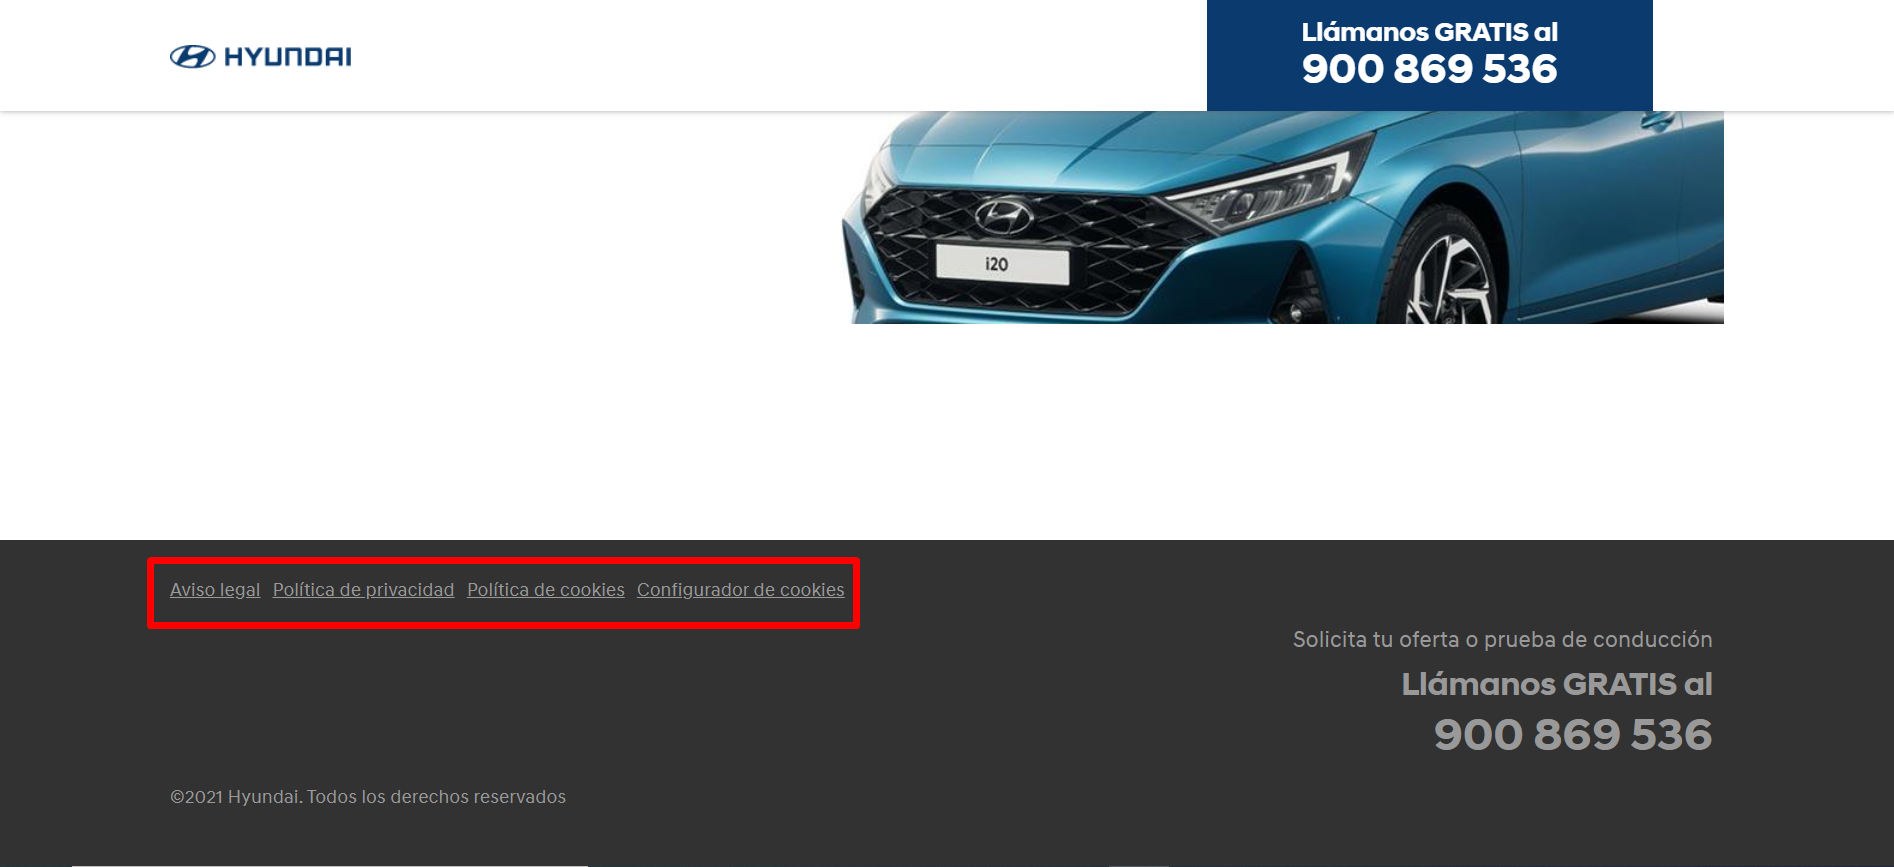 HYUNDAI
Llámanos GRATIS al
900 869 536
i20
Aviso legal Política de privacidad Política de cookies Configurador de cookies
Solicita tu oferta o prueba de conducción
Llámanos GRATIS al
900 869 536
©2021 Hyundai. Todos los derechos reservados